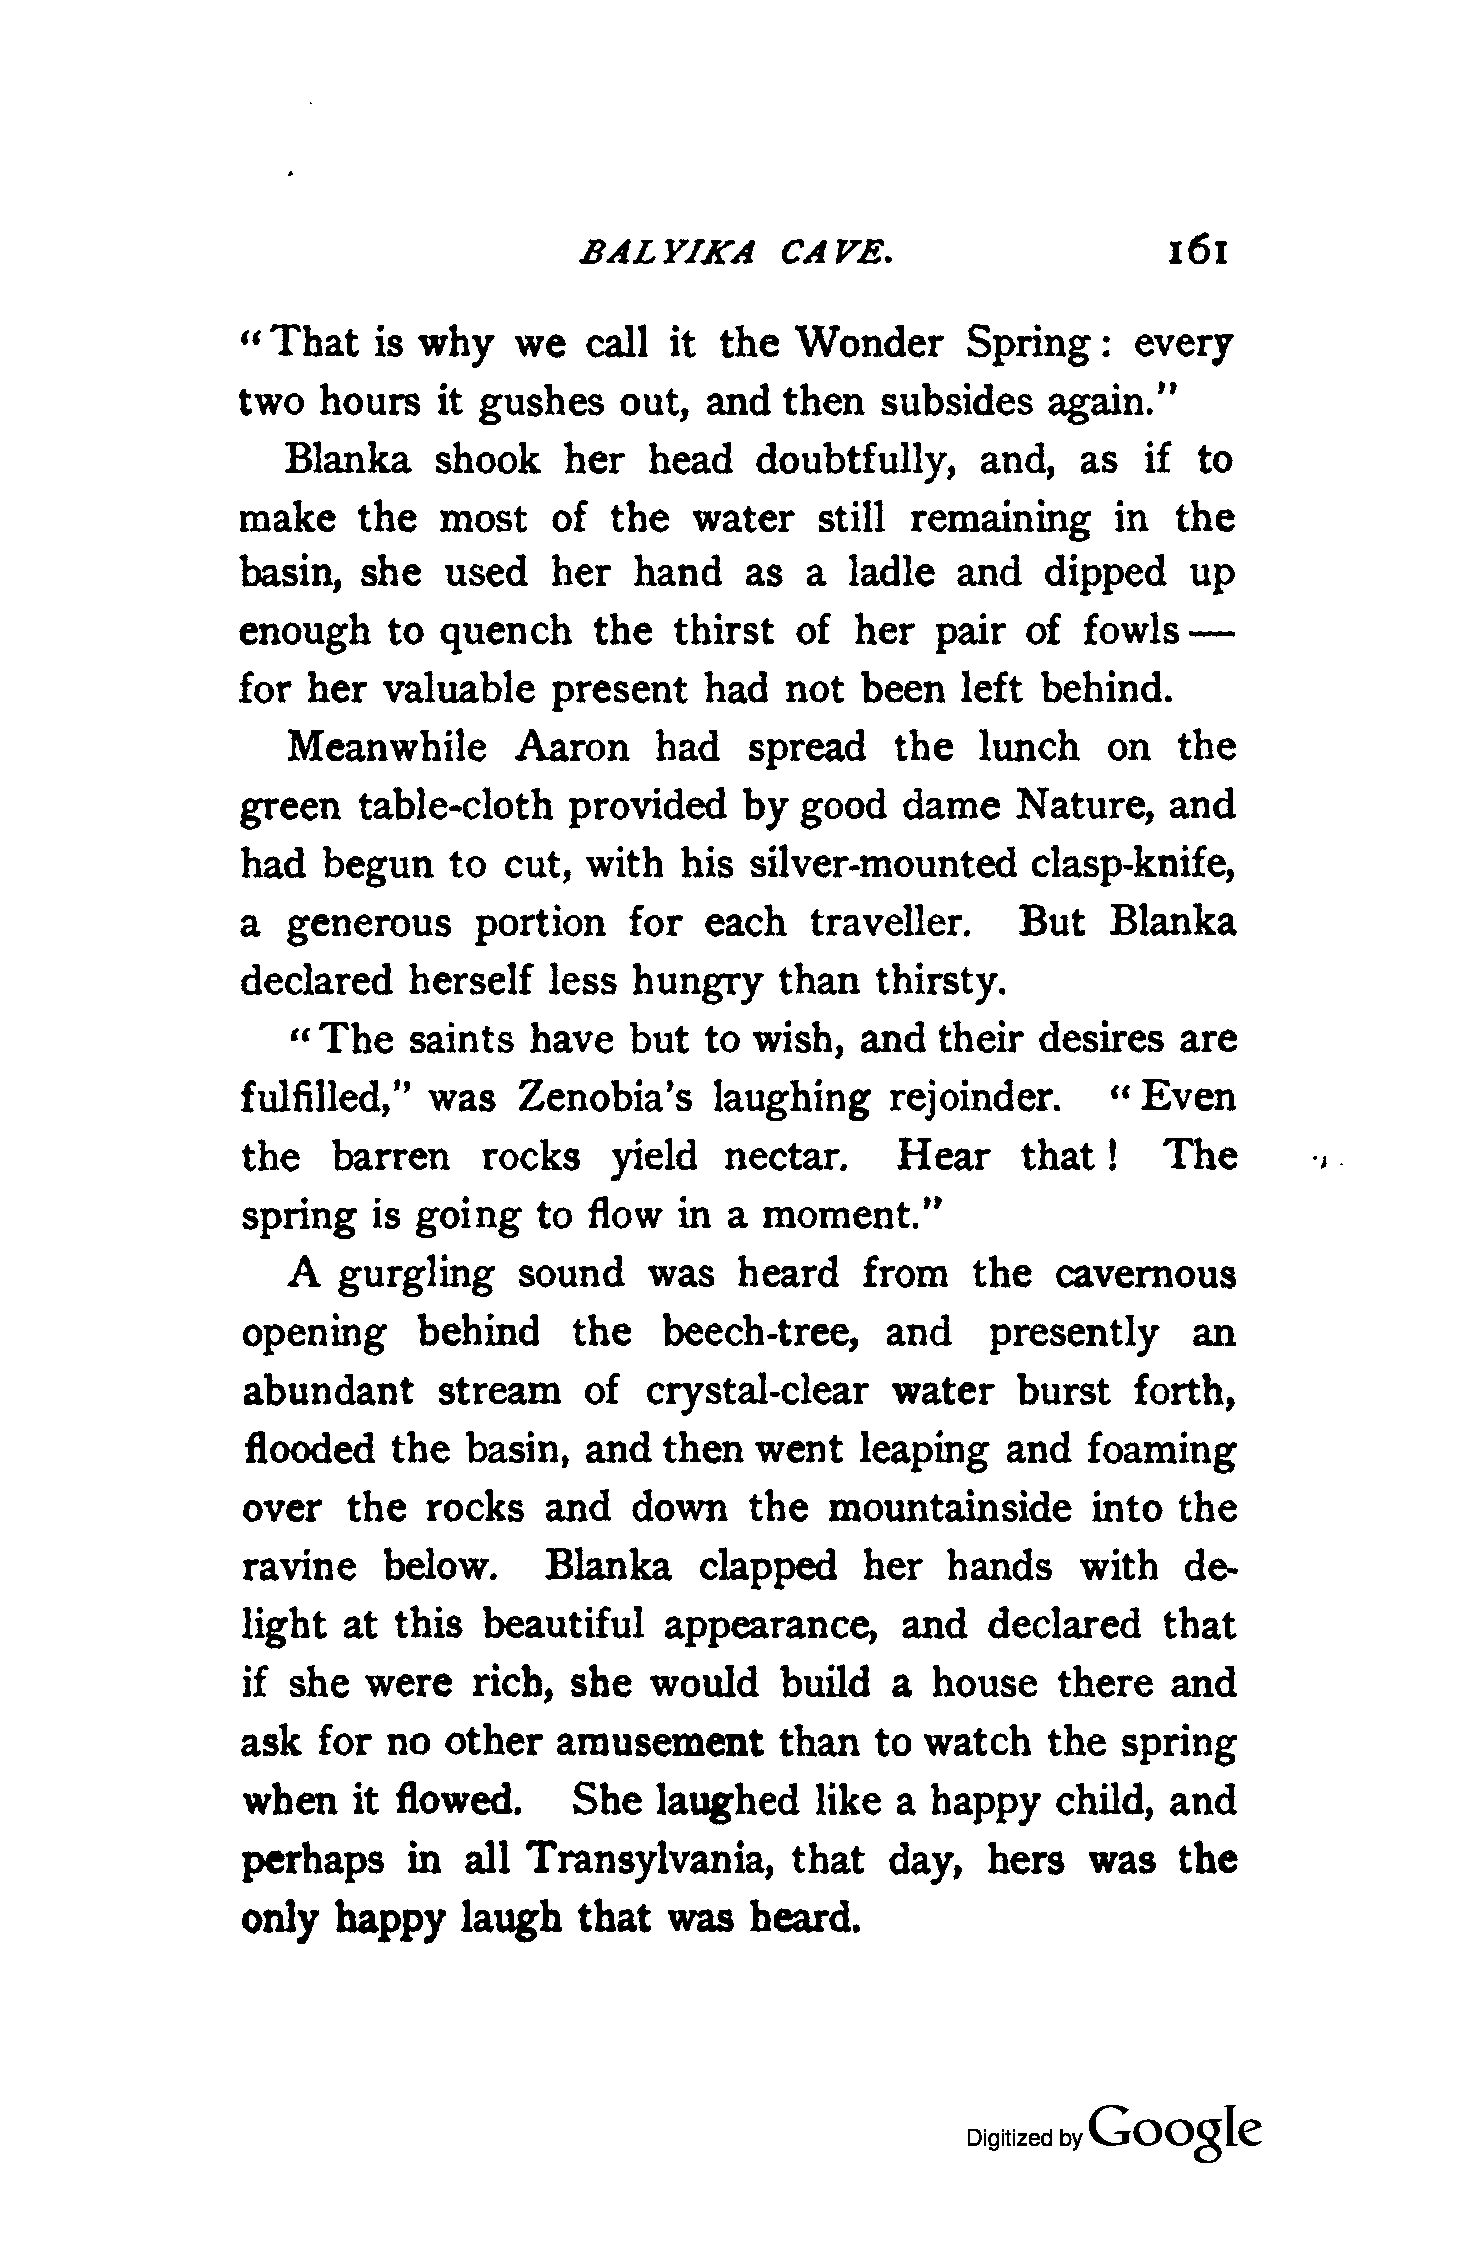 BALYIKA CAVE. 161
“That is why we call it the Wonder Spring: every
two hours it gushes out, and then subsides again.”
Blanka shook her head doubtfully, and, as if to
make the most of the water still remaining in the
basin, she used her hand as a ladle and dipped up
enough to quench the thirst of her pair of fowls—
for her valuable present had not been left behind.
Meanwhile Aaron had spread the lunch on the
green table-cloth provided by good dame Nature, and
had begun to cut, with his silver-mounted clasp-knife,
a generous portion for each traveller. But Blanka
declared herself less hungry than thirsty.
“The saints have but to wish, and their desires are
fulfilled,” was Zenobia's laughing rejoinder. “Even
the barren rocks yield nectar. Hear that! The
spring is going to flow in a moment.”
A gurgling sound was heard from the cavernous
opening behind the beech-tree, and presently an
abundant stream of crystal-clear water burst forth,
flooded the basin, and then went leaping and foaming
over the rocks and down the mountainside into the
ravine below. Blanka clapped her hands with de-
light at this beautiful appearance, and declared that
if she were rich, she would build a house there and
ask for no other amusement than to watch the spring
when it flowed. She laughed like a happy child, and
perhaps in all Transylvania, that day, hers was the
only happy laugh that was heard.
Digitized by Google